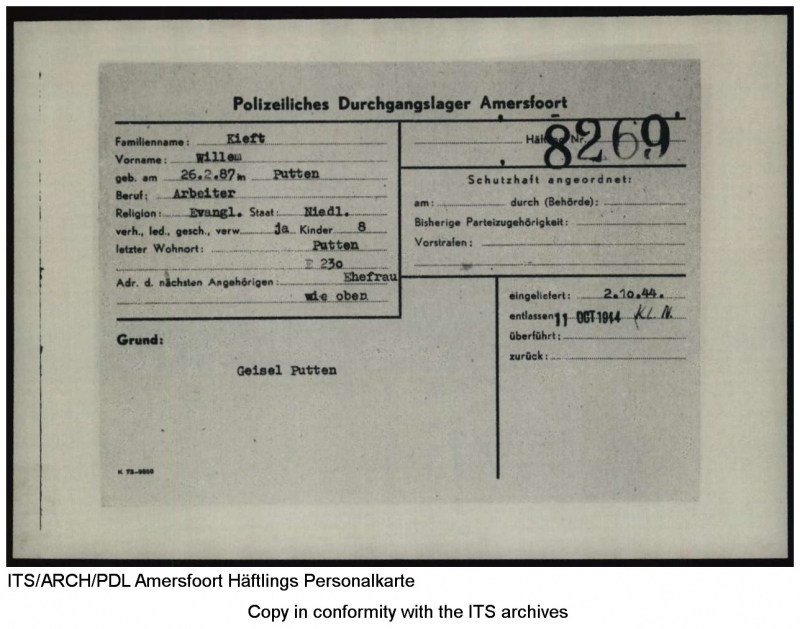 Polizeiliches Durchgangslager Amersfoort
Familienname: Kieft
Vorname: Willem
geb. am 26.2.87 in Putten
Beruf: Arbeiter
Religion: Evangl. Staat: Niedl.
verh., led., gesch., verw. ja Kinder 8
letzter Wohnort: Putten
E 230
Adr. d. nächsten Angehörigen: Ehefrau
wie oben
Häftl. Nr. 8269
Schutzhaft angeordnet:
am: durch (Behörde):
Bisherige Parteizugehörigkeit:
Vorstrafen:
eingeliefert: 2.10.44.
entlassen 11 OCT 1944 K.L. N.
überführt:
zurück:
Grund:
Geisel Putten
ITS/ARCH/PDL Amersfoort Häftlings Personalkarte
Copy in conformity with the ITS archives